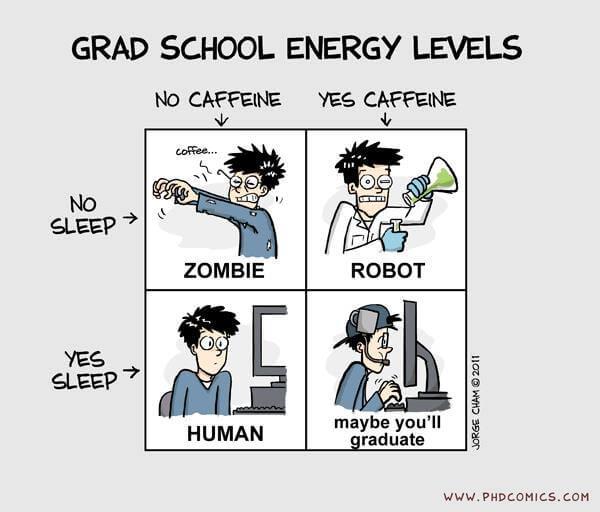 GRAD SCHOOL ENERGY LEVELS
NO CAFFEINE
YES CAFFEINE
NO
SLEEP
coffee...
ZOMBIE
ROBOT
YES
SLEEP
HUMAN
maybe you'll
graduate
JORGE CHAM © 2011
WWW.PHDCOMICS.COM